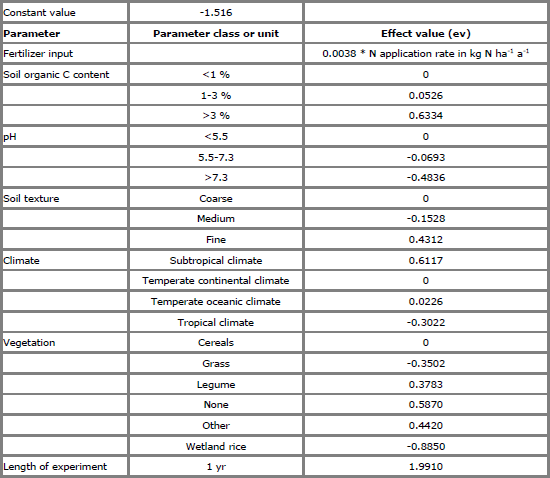 Constant value -1.516
Parameter Parameter class or unit Effect value (ev)
Fertilizer input 0.0038 * N application rate in kg N ha⁻¹ a⁻¹
Soil organic C content <1 % 0
1-3 % 0.0526
>3 % 0.6334
pH <5.5 0
5.5-7.3 -0.0693
>7.3 -0.4836
Soil texture Coarse 0
Medium -0.1528
Fine 0.4312
Climate Subtropical climate 0.6117
Temperate continental climate 0
Temperate oceanic climate 0.0226
Tropical climate -0.3022
Vegetation Cereals 0
Grass -0.3502
Legume 0.3783
None 0.5870
Other 0.4420
Wetland rice -0.8850
Length of experiment 1 yr 1.9910